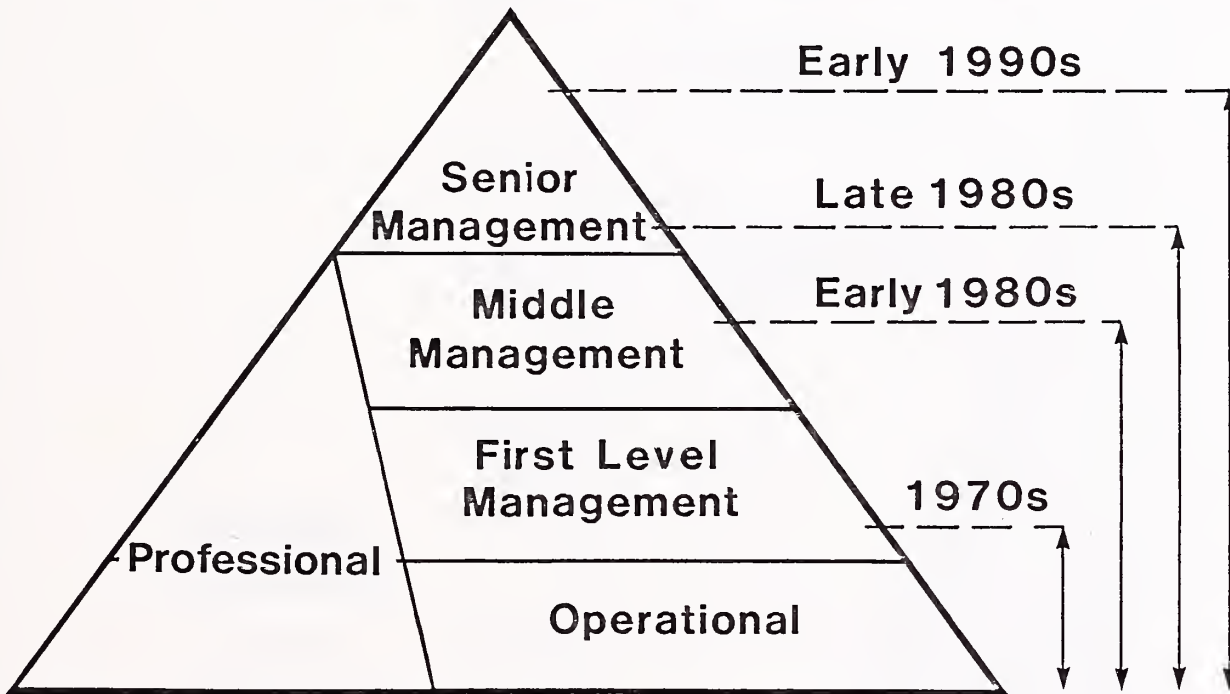 Early 1990s
Senior
Management
Late 1980s
Middle
Management
Early 1980s
First Level
Management
1970s
Professional
Operational